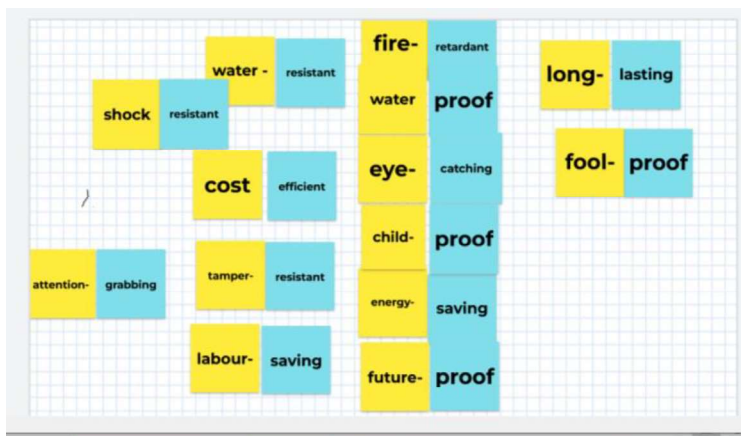 water - resistant
shock resistant
cost efficient
attention- grabbing
tamper- resistant
labour- saving
fire- retardant
water proof
eye- catching
child- proof
energy- saving
future- proof
long- lasting
fool- proof